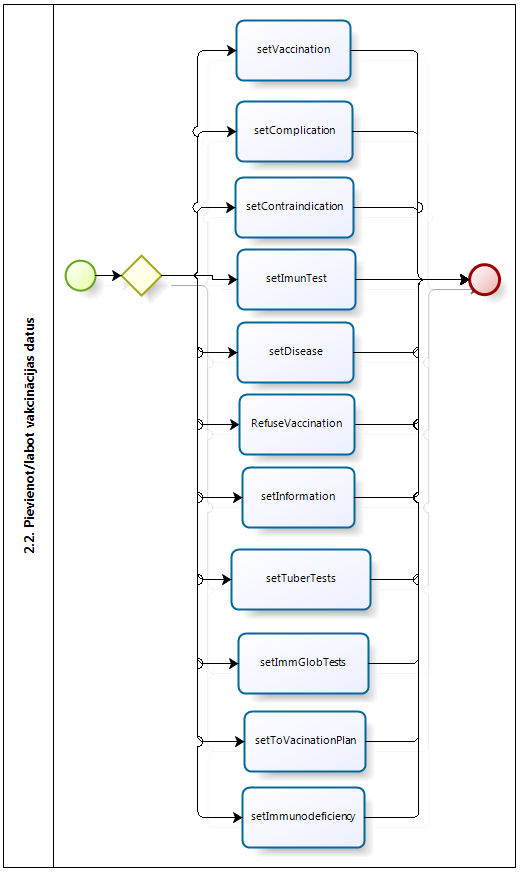 2.2. Pievienot/labot vakcinācijas datus
setVaccination
setComplication
setContraindication
setImunTest
setDisease
RefuseVaccination
setInformation
setTuberTests
setImmGlobTests
setToVacinationPlan
setImmunodeficiency